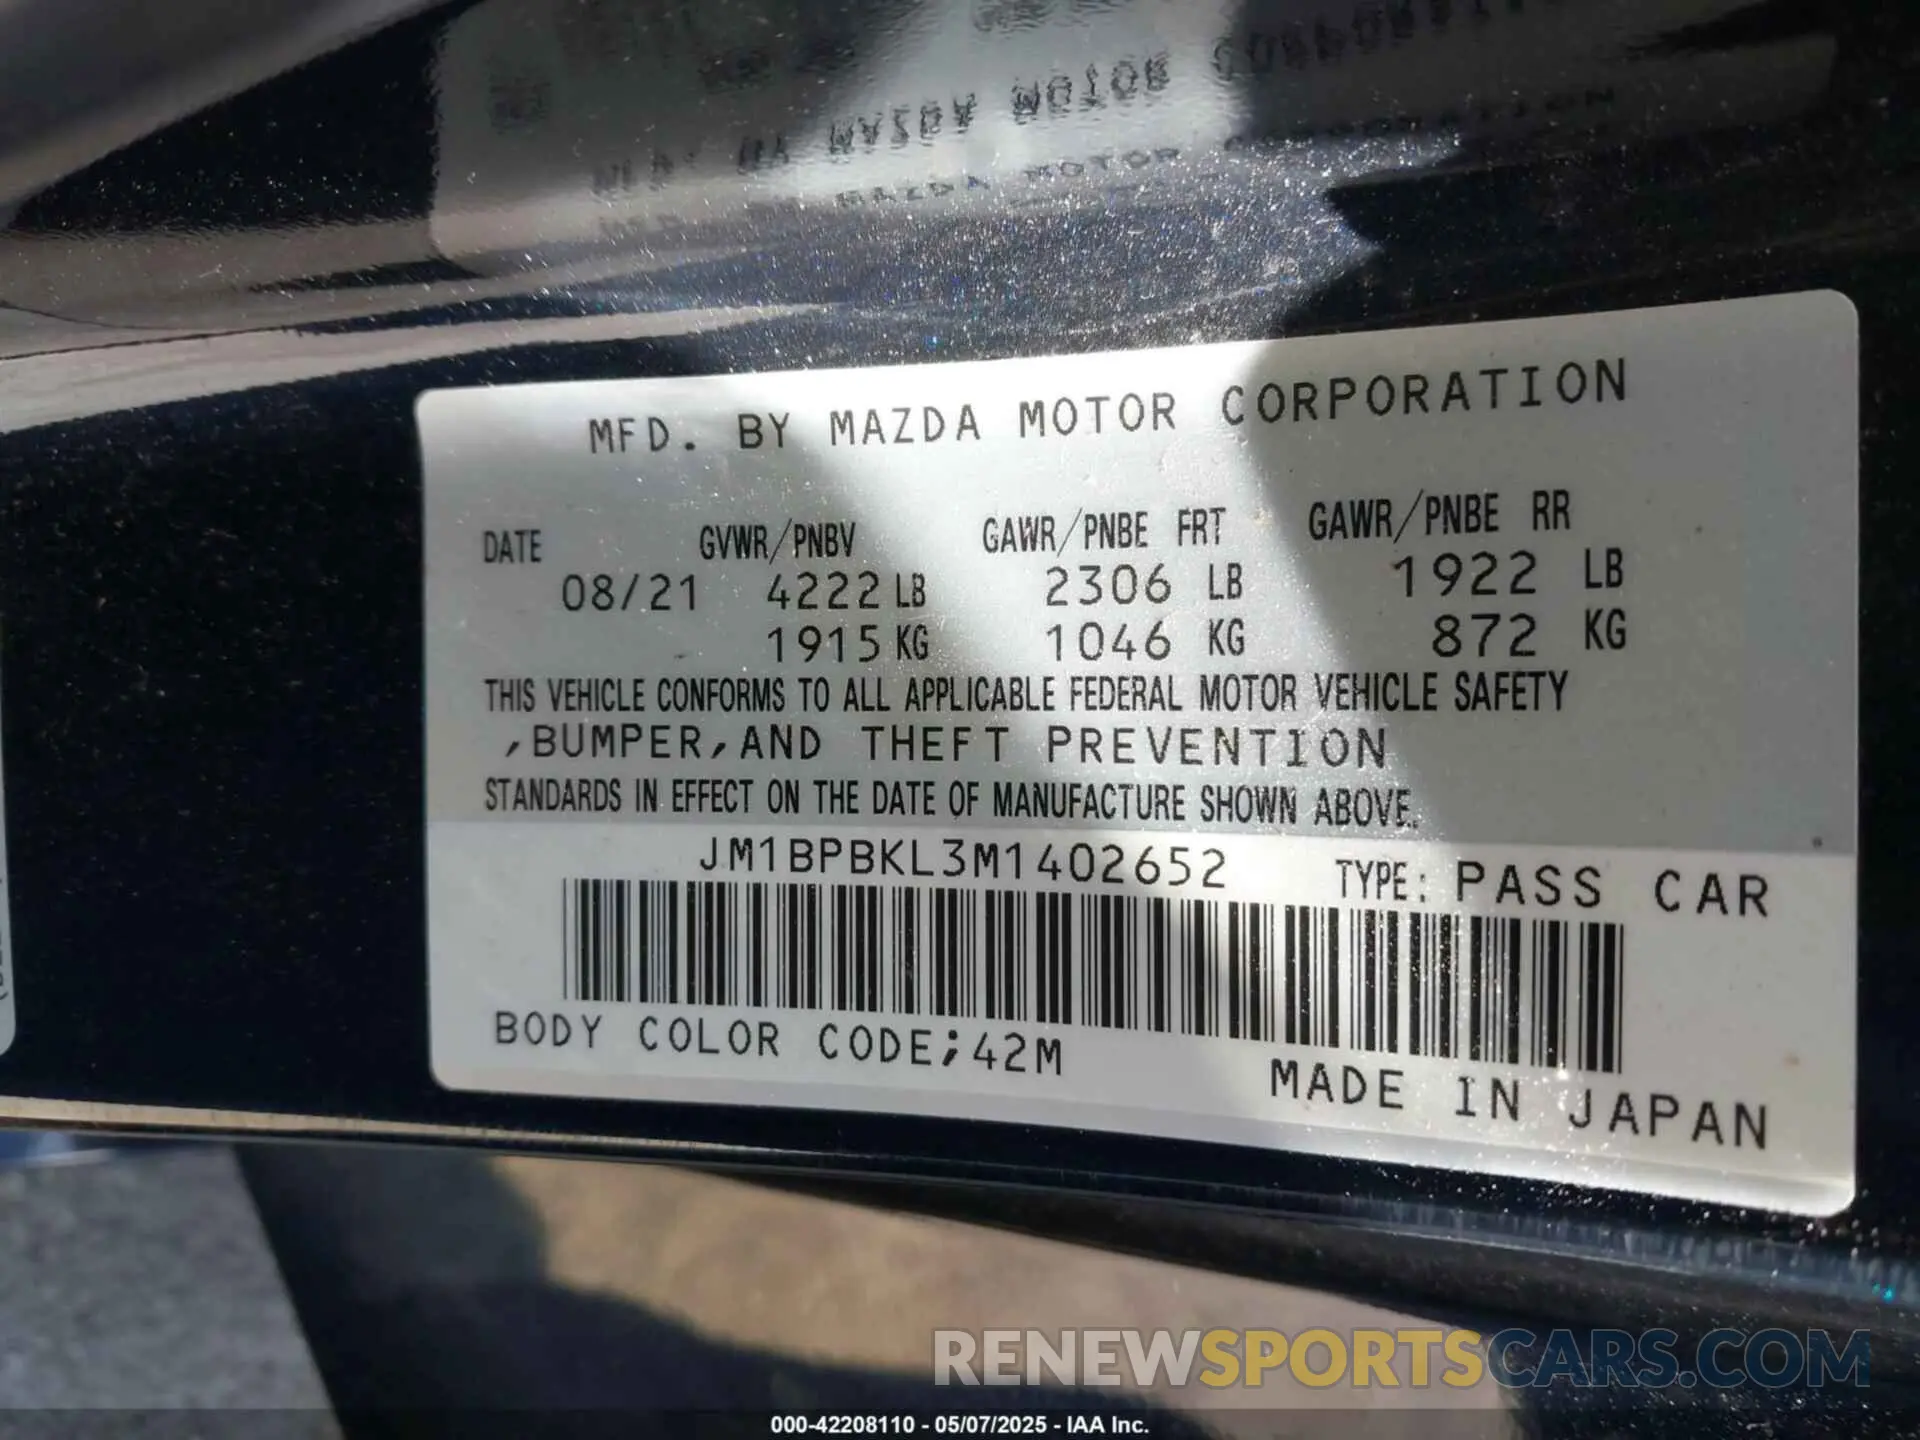 MFD. BY MAZDA MOTOR CORPORATION
DATE GVWR/PNBV GAWR/PNBE FRT GAWR/PNBE RR
08/21 4222 LB 2306 LB 1922 LB
1915 KG 1046 KG 872 KG
THIS VEHICLE CONFORMS TO ALL APPLICABLE FEDERAL MOTOR VEHICLE SAFETY
,BUMPER,AND THEFT PREVENTION
STANDARDS IN EFFECT ON THE DATE OF MANUFACTURE SHOWN ABOVE.
JM1BPBKL3M1402652 TYPE: PASS CAR
BODY COLOR CODE;42M
MADE IN JAPAN
RENEWSPORTSCARS.COM
000-42208110 - 05/07/2025 - IAA Inc.